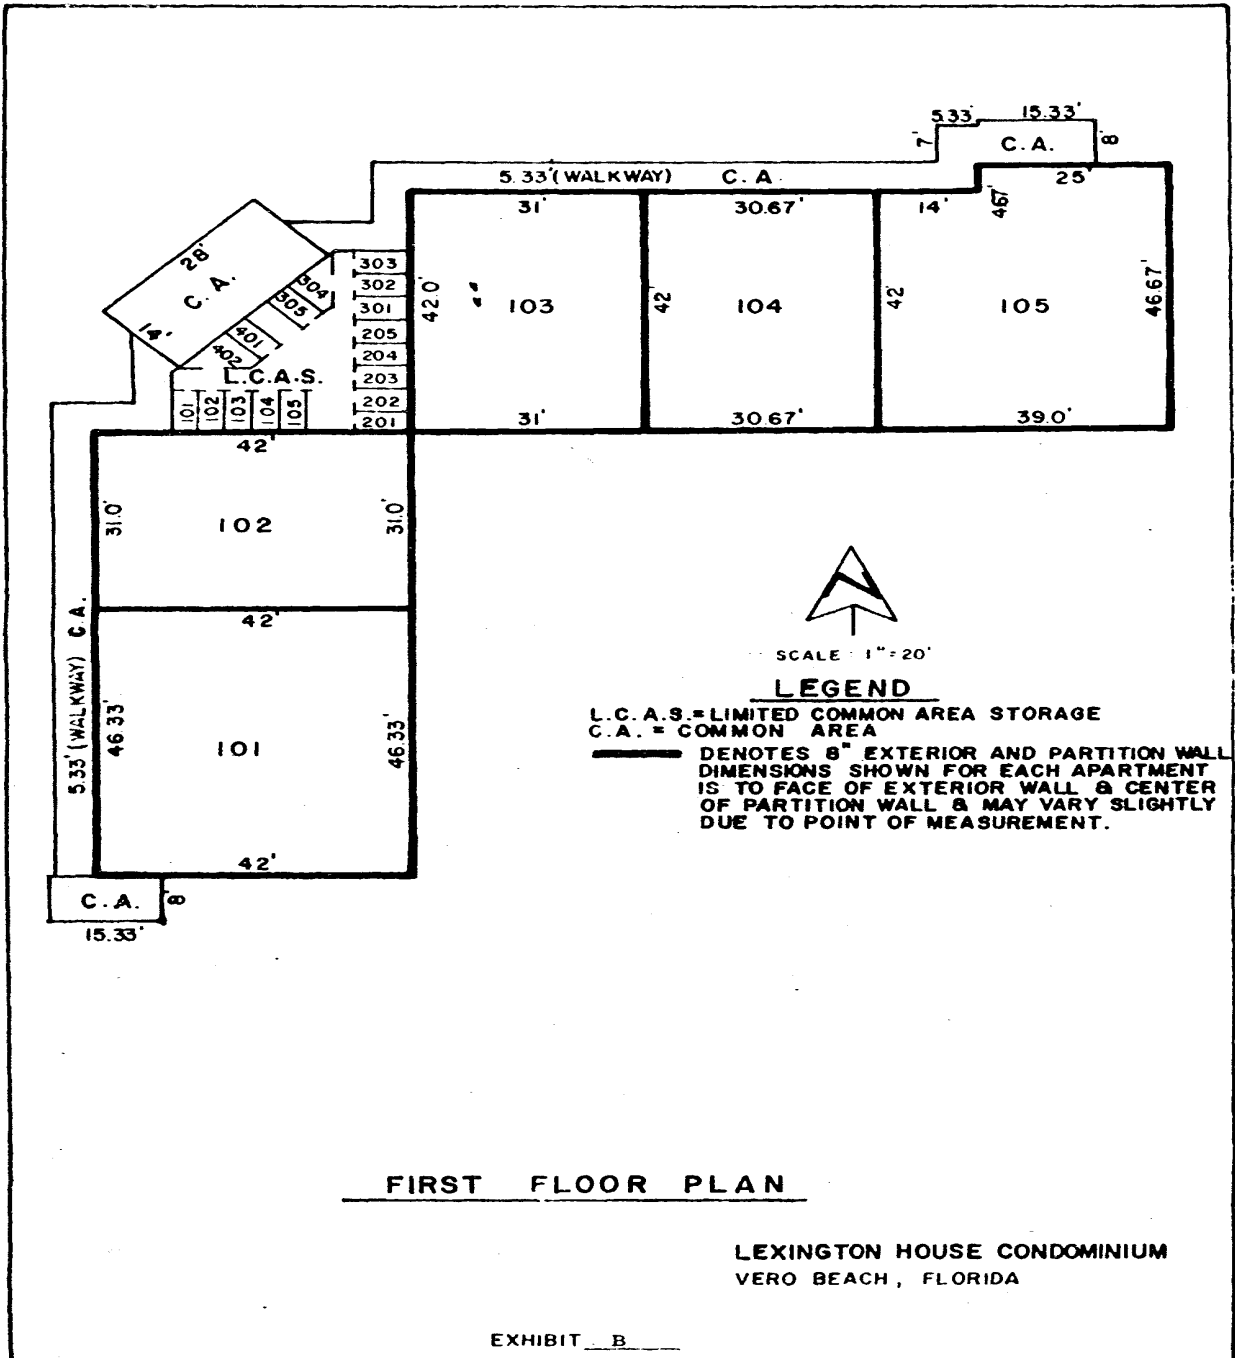 5.33' 15.33'
7' C.A. 8'
5.33'(WALKWAY) C.A.
25'
31' 30.67' 14' 4.67'
28'
C.A.
14'
303
302
301
205
204
203
202
201
304
305
401
402
L.C.A.S.
101 102 103 104 105
42.0' 103 42' 104 42' 105 46.67'
31' 30.67' 39.0'
42'
31.0' 102 31.0'
42'
5.33'(WALKWAY) C.A.
46.33' 101 46.33'
42'
C.A. 8'
15.33'
N
SCALE 1"=20'
LEGEND
L.C.A.S.=LIMITED COMMON AREA STORAGE
C.A. = COMMON AREA
DENOTES 8" EXTERIOR AND PARTITION WALL
DIMENSIONS SHOWN FOR EACH APARTMENT
IS TO FACE OF EXTERIOR WALL & CENTER
OF PARTITION WALL & MAY VARY SLIGHTLY
DUE TO POINT OF MEASUREMENT.
FIRST FLOOR PLAN
LEXINGTON HOUSE CONDOMINIUM
VERO BEACH, FLORIDA
EXHIBIT B